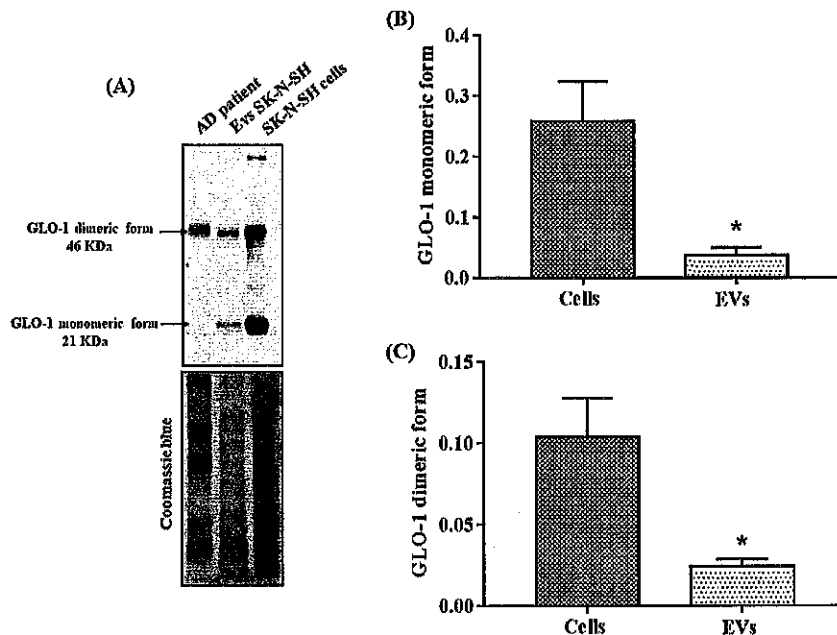 (A)
AD patient
Evs SK-N-SH
SK-N-SH cells
GLO-1 dimeric form
46 KDa
GLO-1 monomeric form
21 KDa
Coomassie blue
(B)
GLO-1 monomeric form
0.4
0.3
0.2
0.1
0.0
*
Cells
EVs
(C)
GLO-1 dimeric form
0.15
0.10
0.05
0.00
*
Cells
EVs